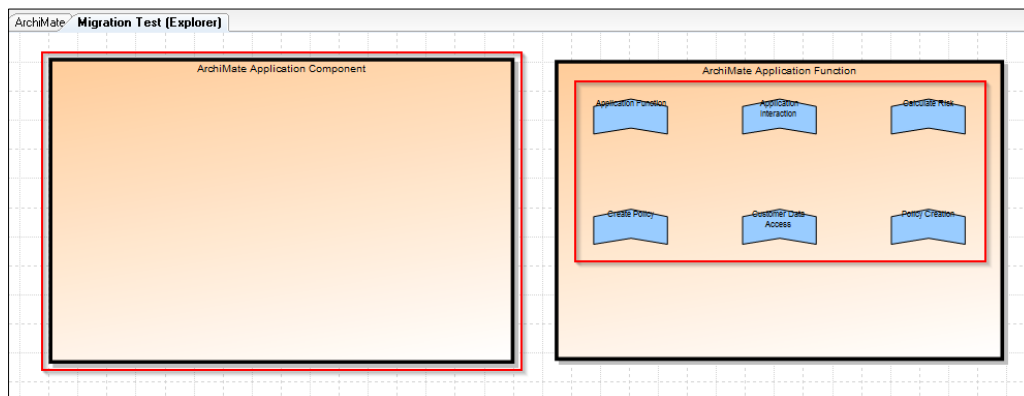 ArchiMate
Migration Test (Explorer)
ArchiMate Application Component
ArchiMate Application Function
Application Function
Application
Interaction
Calculate Risk
Create Policy
Customer Data
Access
Policy Creation